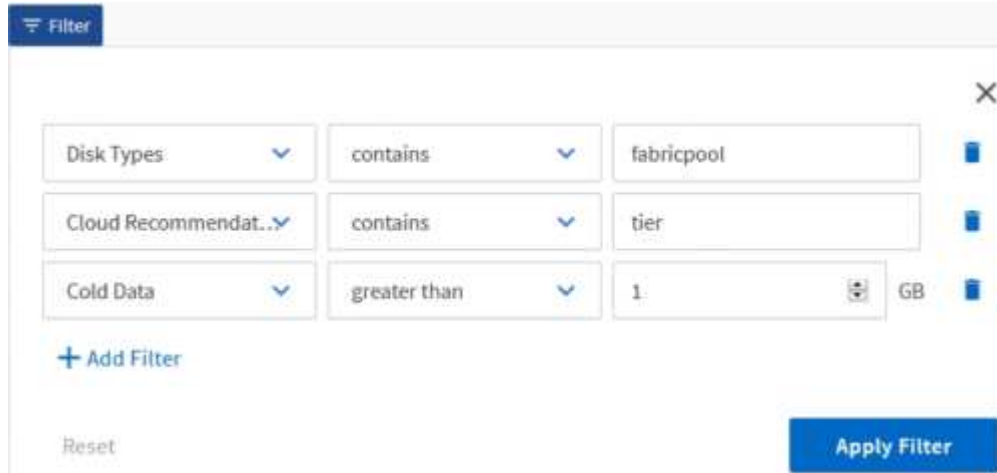 Filter
Disk Types contains fabricpool
Cloud Recommendat... contains tier
Cold Data greater than 1 GB
+ Add Filter
Reset Apply Filter